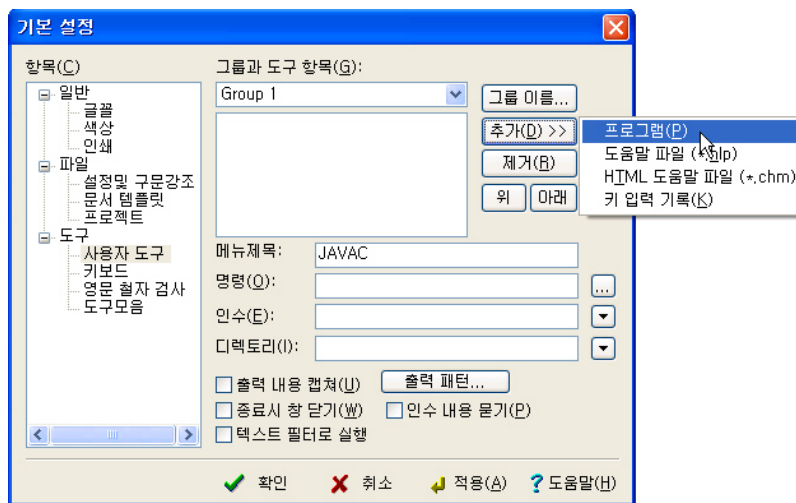 기본 설정
항목(C)
일반
글꼴
색상
인쇄
파일
설정및 구문강조
문서 템플릿
프로젝트
도구
사용자 도구
키보드
영문 철자 검사
도구모음
그룹과 도구 항목(G):
Group 1
그룹 이름...
추가(D) >>
제거(R)
위 아래
프로그램(P)
도움말 파일 (*.hlp)
HTML 도움말 파일 (*.chm)
키 입력 기록(K)
메뉴제목: JAVAC
명령(O): ...
인수(E):
디렉토리(I):
출력 내용 캡쳐(U) 출력 패턴...
종료시 창 닫기(W) 인수 내용 묻기(P)
텍스트 필터로 실행
확인 취소 적용(A) ? 도움말(H)